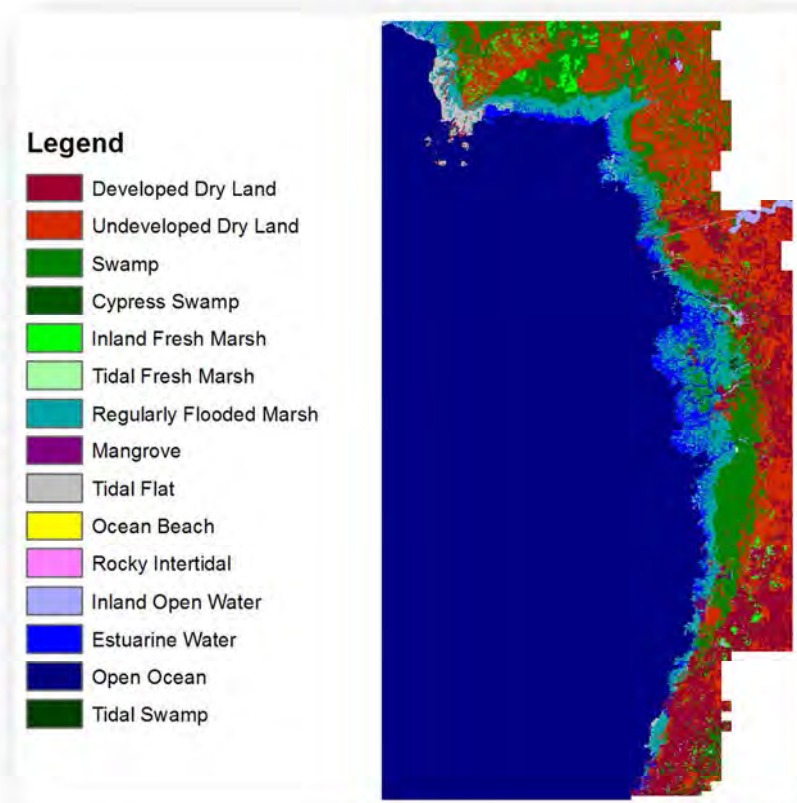 Legend
Developed Dry Land
Undeveloped Dry Land
Swamp
Cypress Swamp
Inland Fresh Marsh
Tidal Fresh Marsh
Regularly Flooded Marsh
Mangrove
Tidal Flat
Ocean Beach
Rocky Intertidal
Inland Open Water
Estuarine Water
Open Ocean
Tidal Swamp